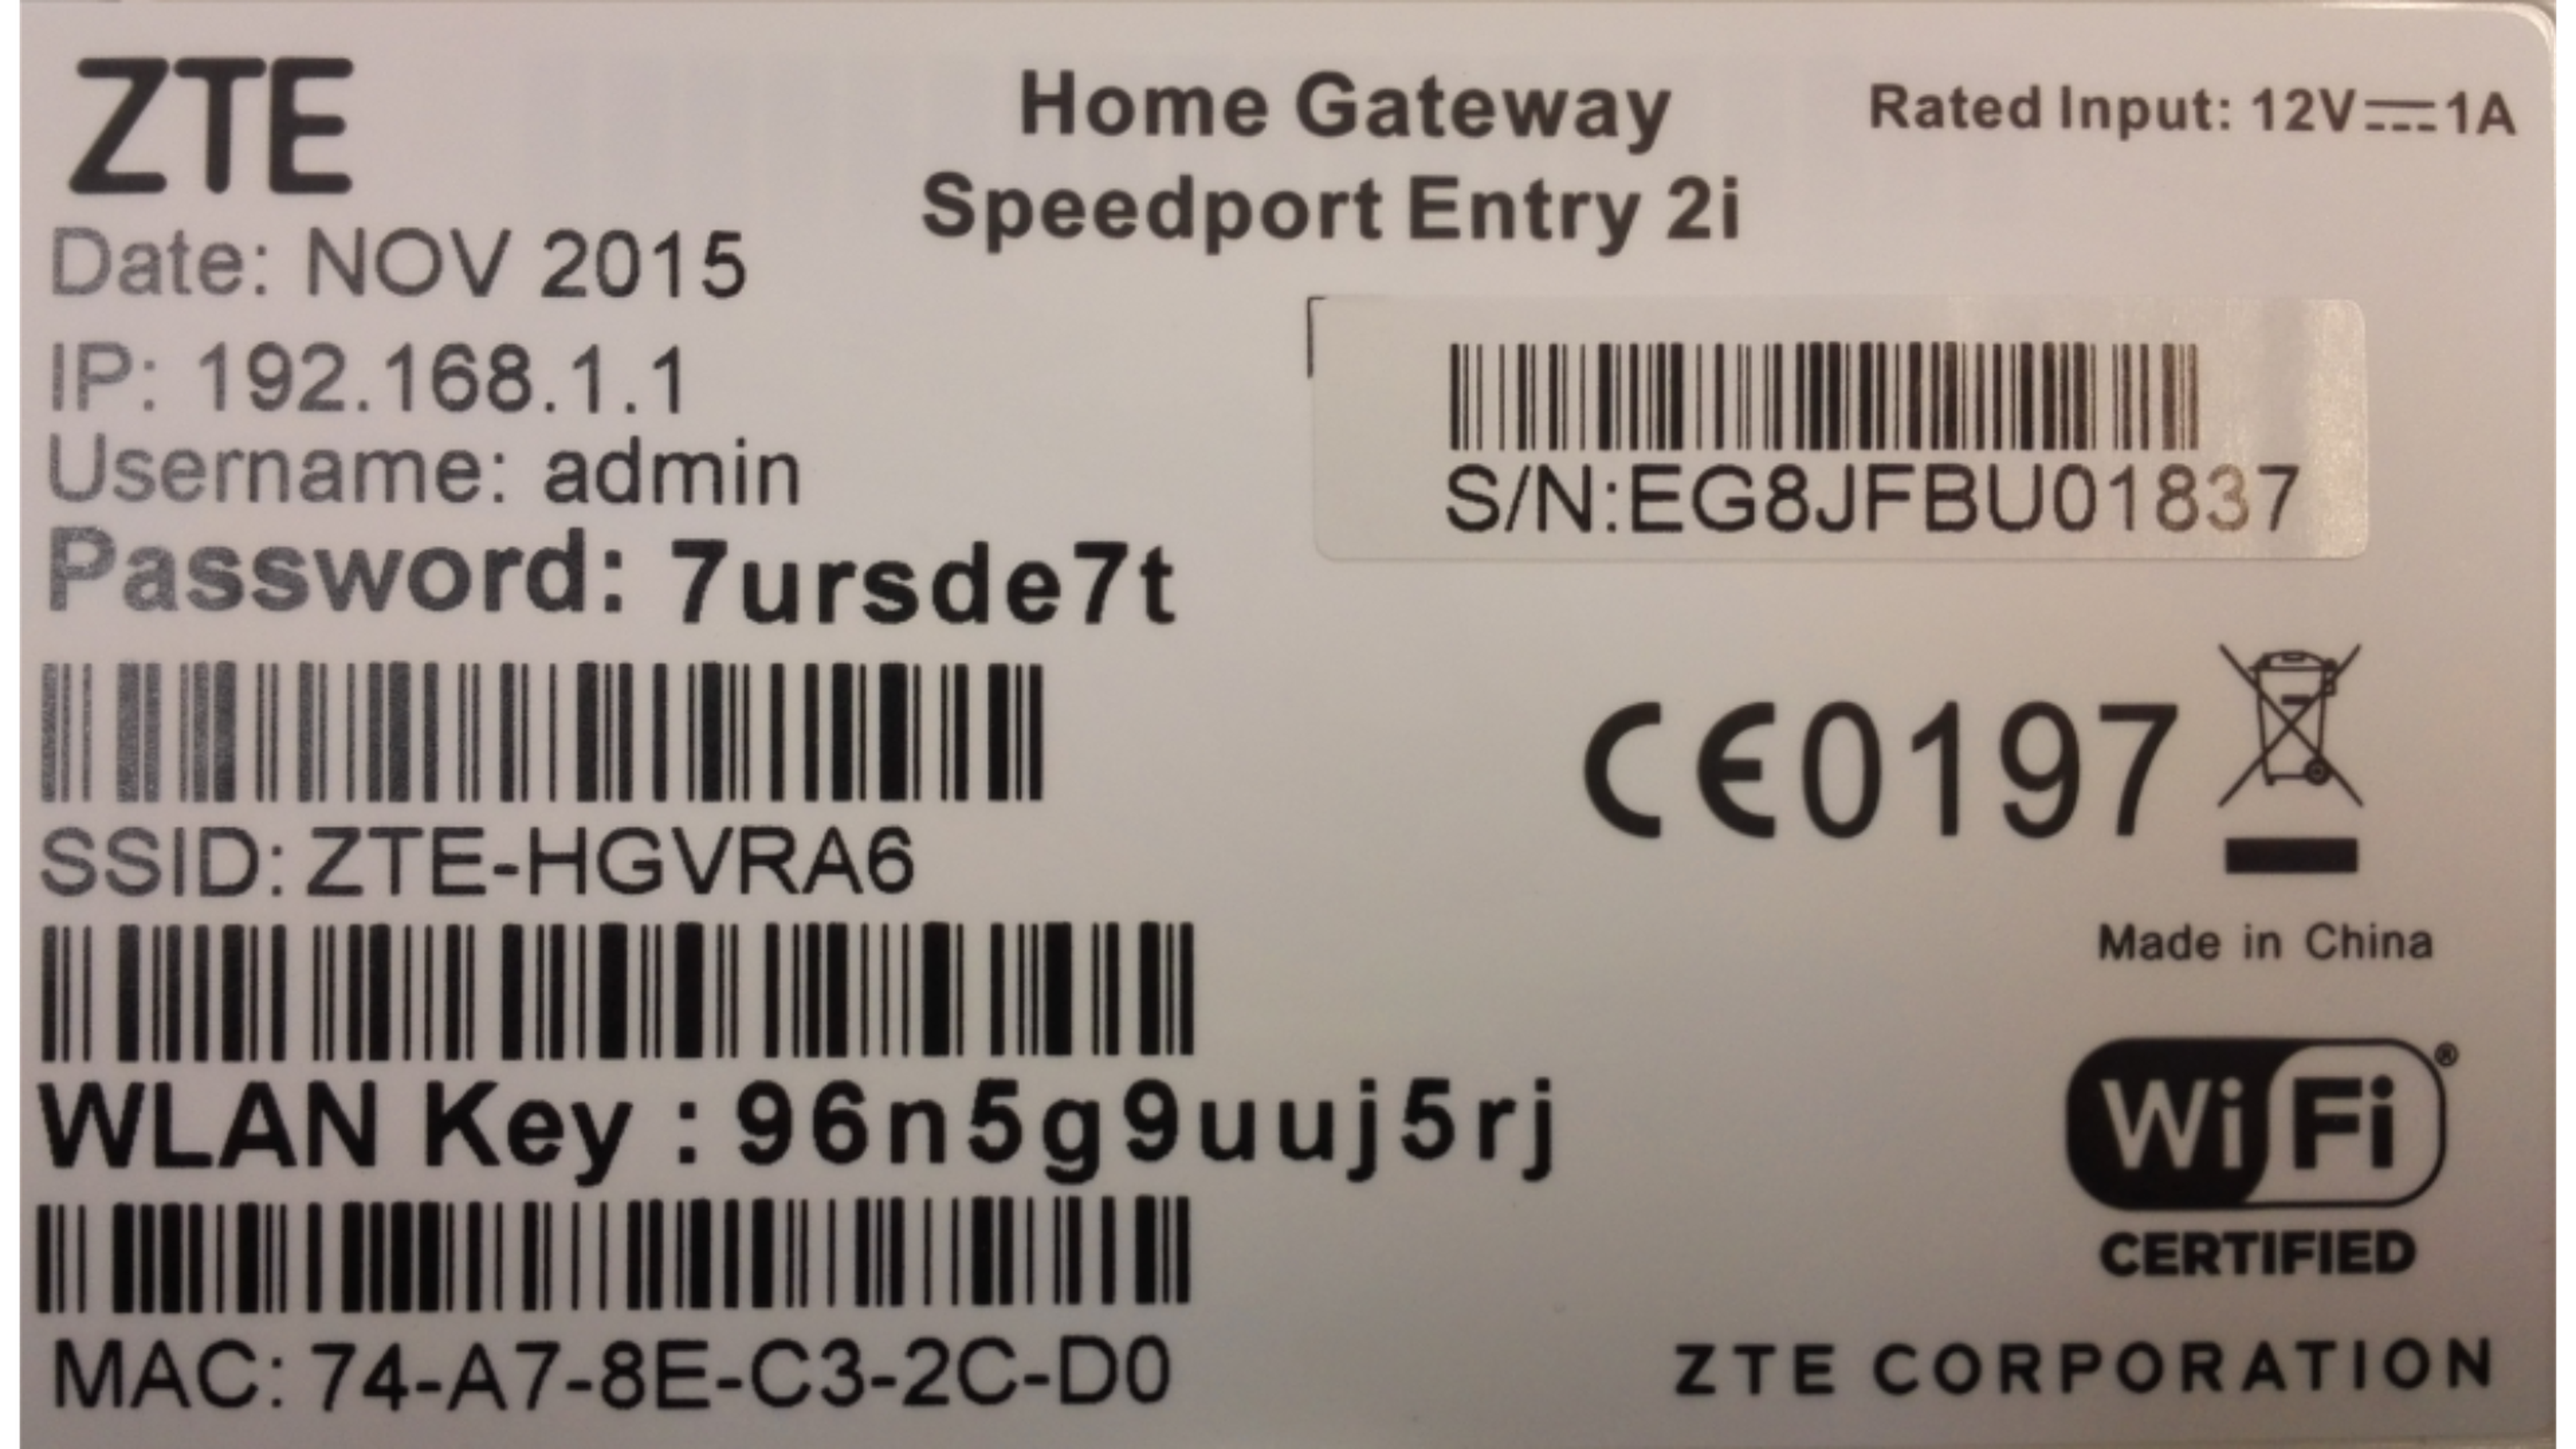 ZTE
Home Gateway
Speedport Entry 2i
Rated Input: 12V⎓1A
Date: NOV 2015
IP: 192.168.1.1
Username: admin
Password: 7ursde7t
S/N:EG8JFBU01837
CE0197
SSID: ZTE-HGVRA6
Made in China
WLAN Key : 96n5g9uuj5rj
Wi Fi®
CERTIFIED
MAC: 74-A7-8E-C3-2C-D0
ZTE CORPORATION